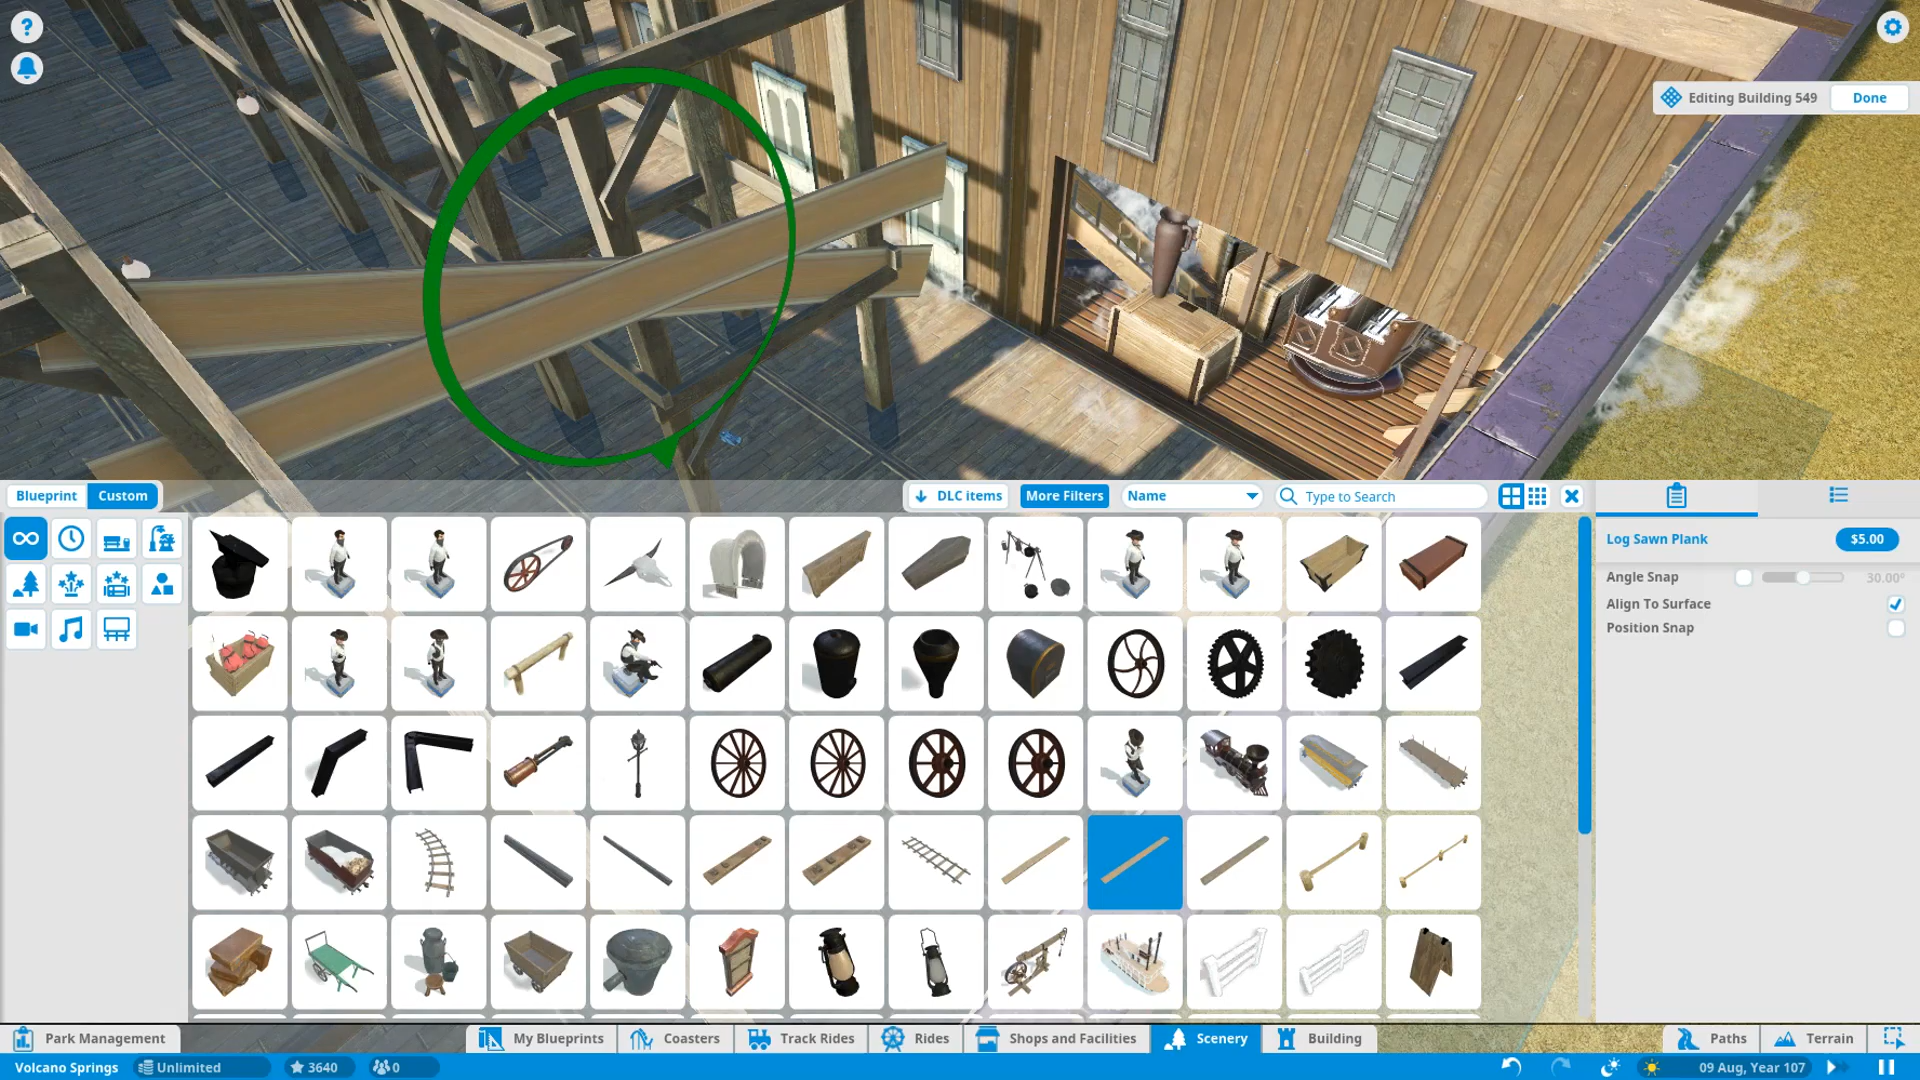 ?
Editing Building 549 Done
Blueprint Custom DLC items More Filters Name Type to Search
Log Sawn Plank $5.00
Angle Snap 30.00°
Align To Surface
Position Snap
Park Management My Blueprints Coasters Track Rides Rides Shops and Facilities Scenery Building Paths Terrain
Volcano Springs Unlimited 3640 0 09 Aug, Year 107